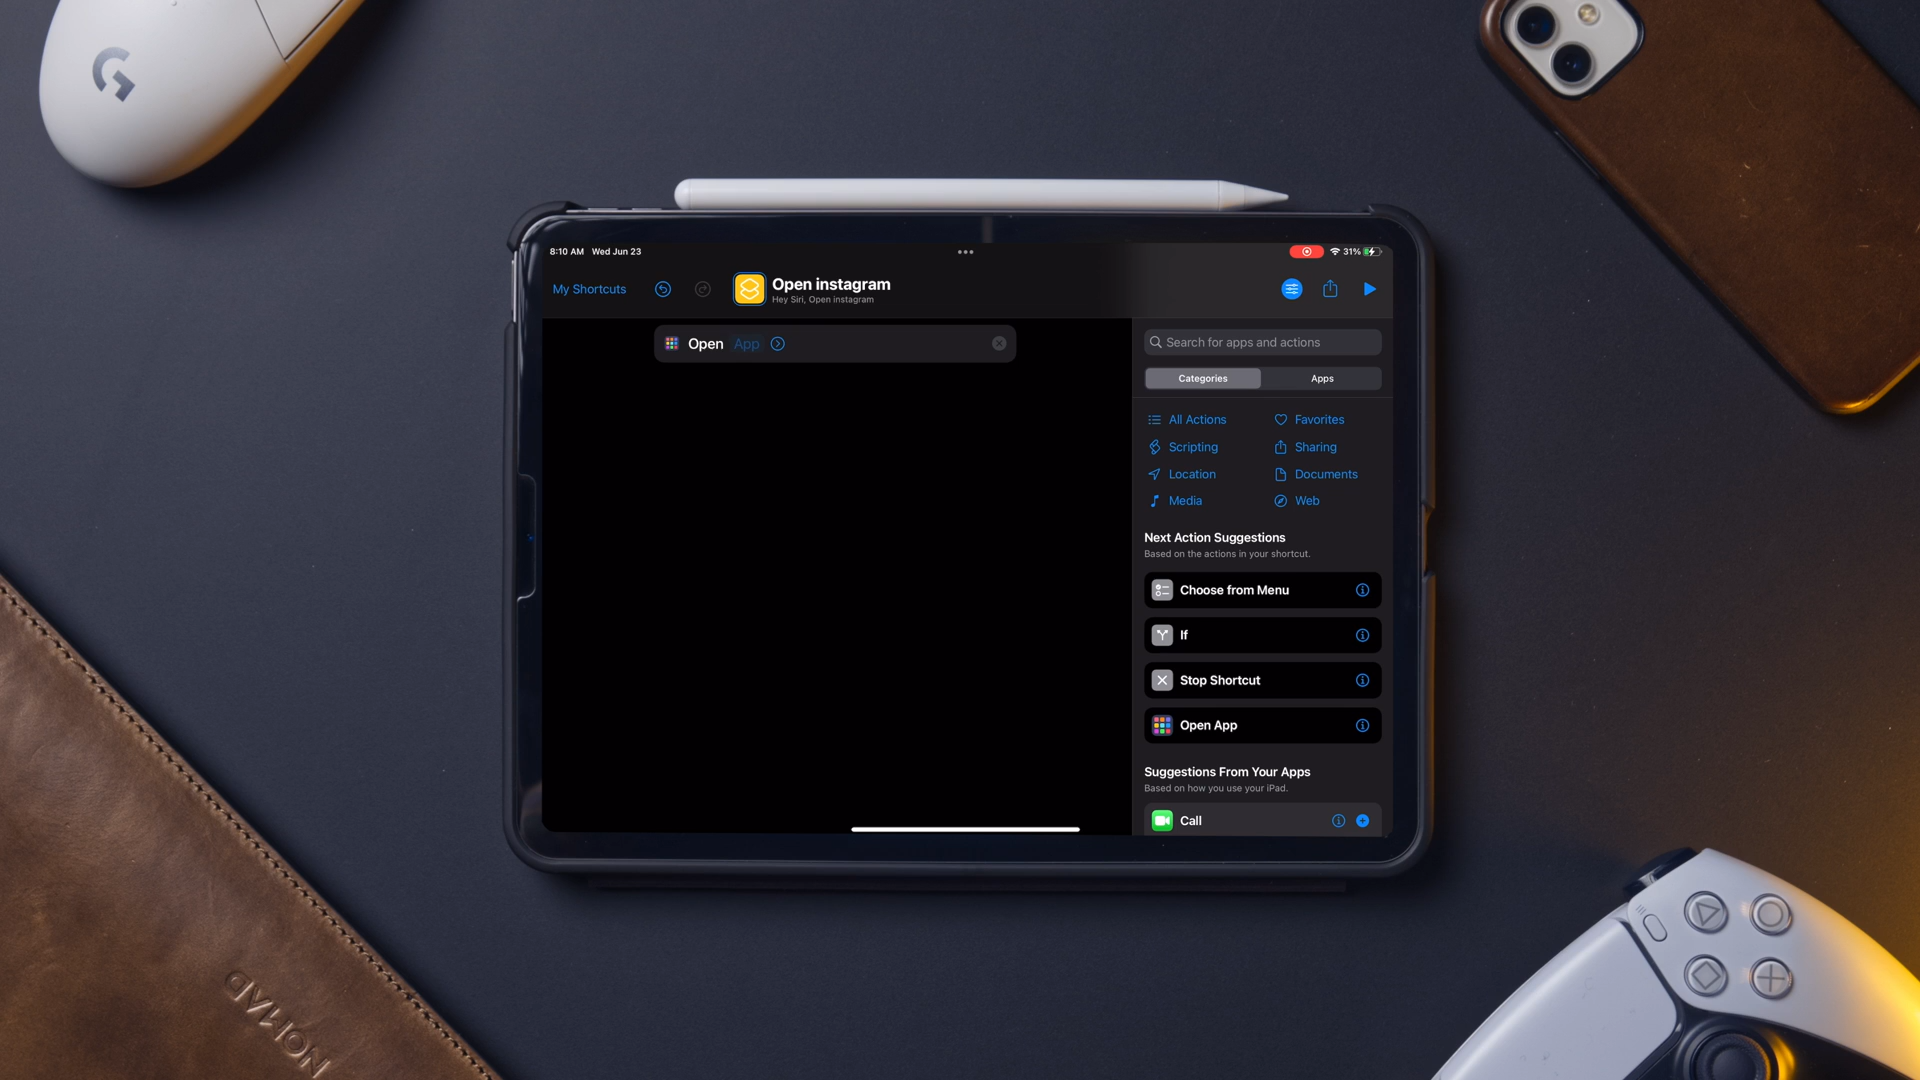 8:10 AM Wed Jun 23
31%
My Shortcuts
Open instagram
Hey Siri, Open instagram
Open App
Search for apps and actions
Categories Apps
All Actions Favorites
Scripting Sharing
Location Documents
Media Web
Next Action Suggestions
Based on the actions in your shortcut.
Choose from Menu
If
Stop Shortcut
Open App
Suggestions From Your Apps
Based on how you use your iPad.
Call
NOMAD